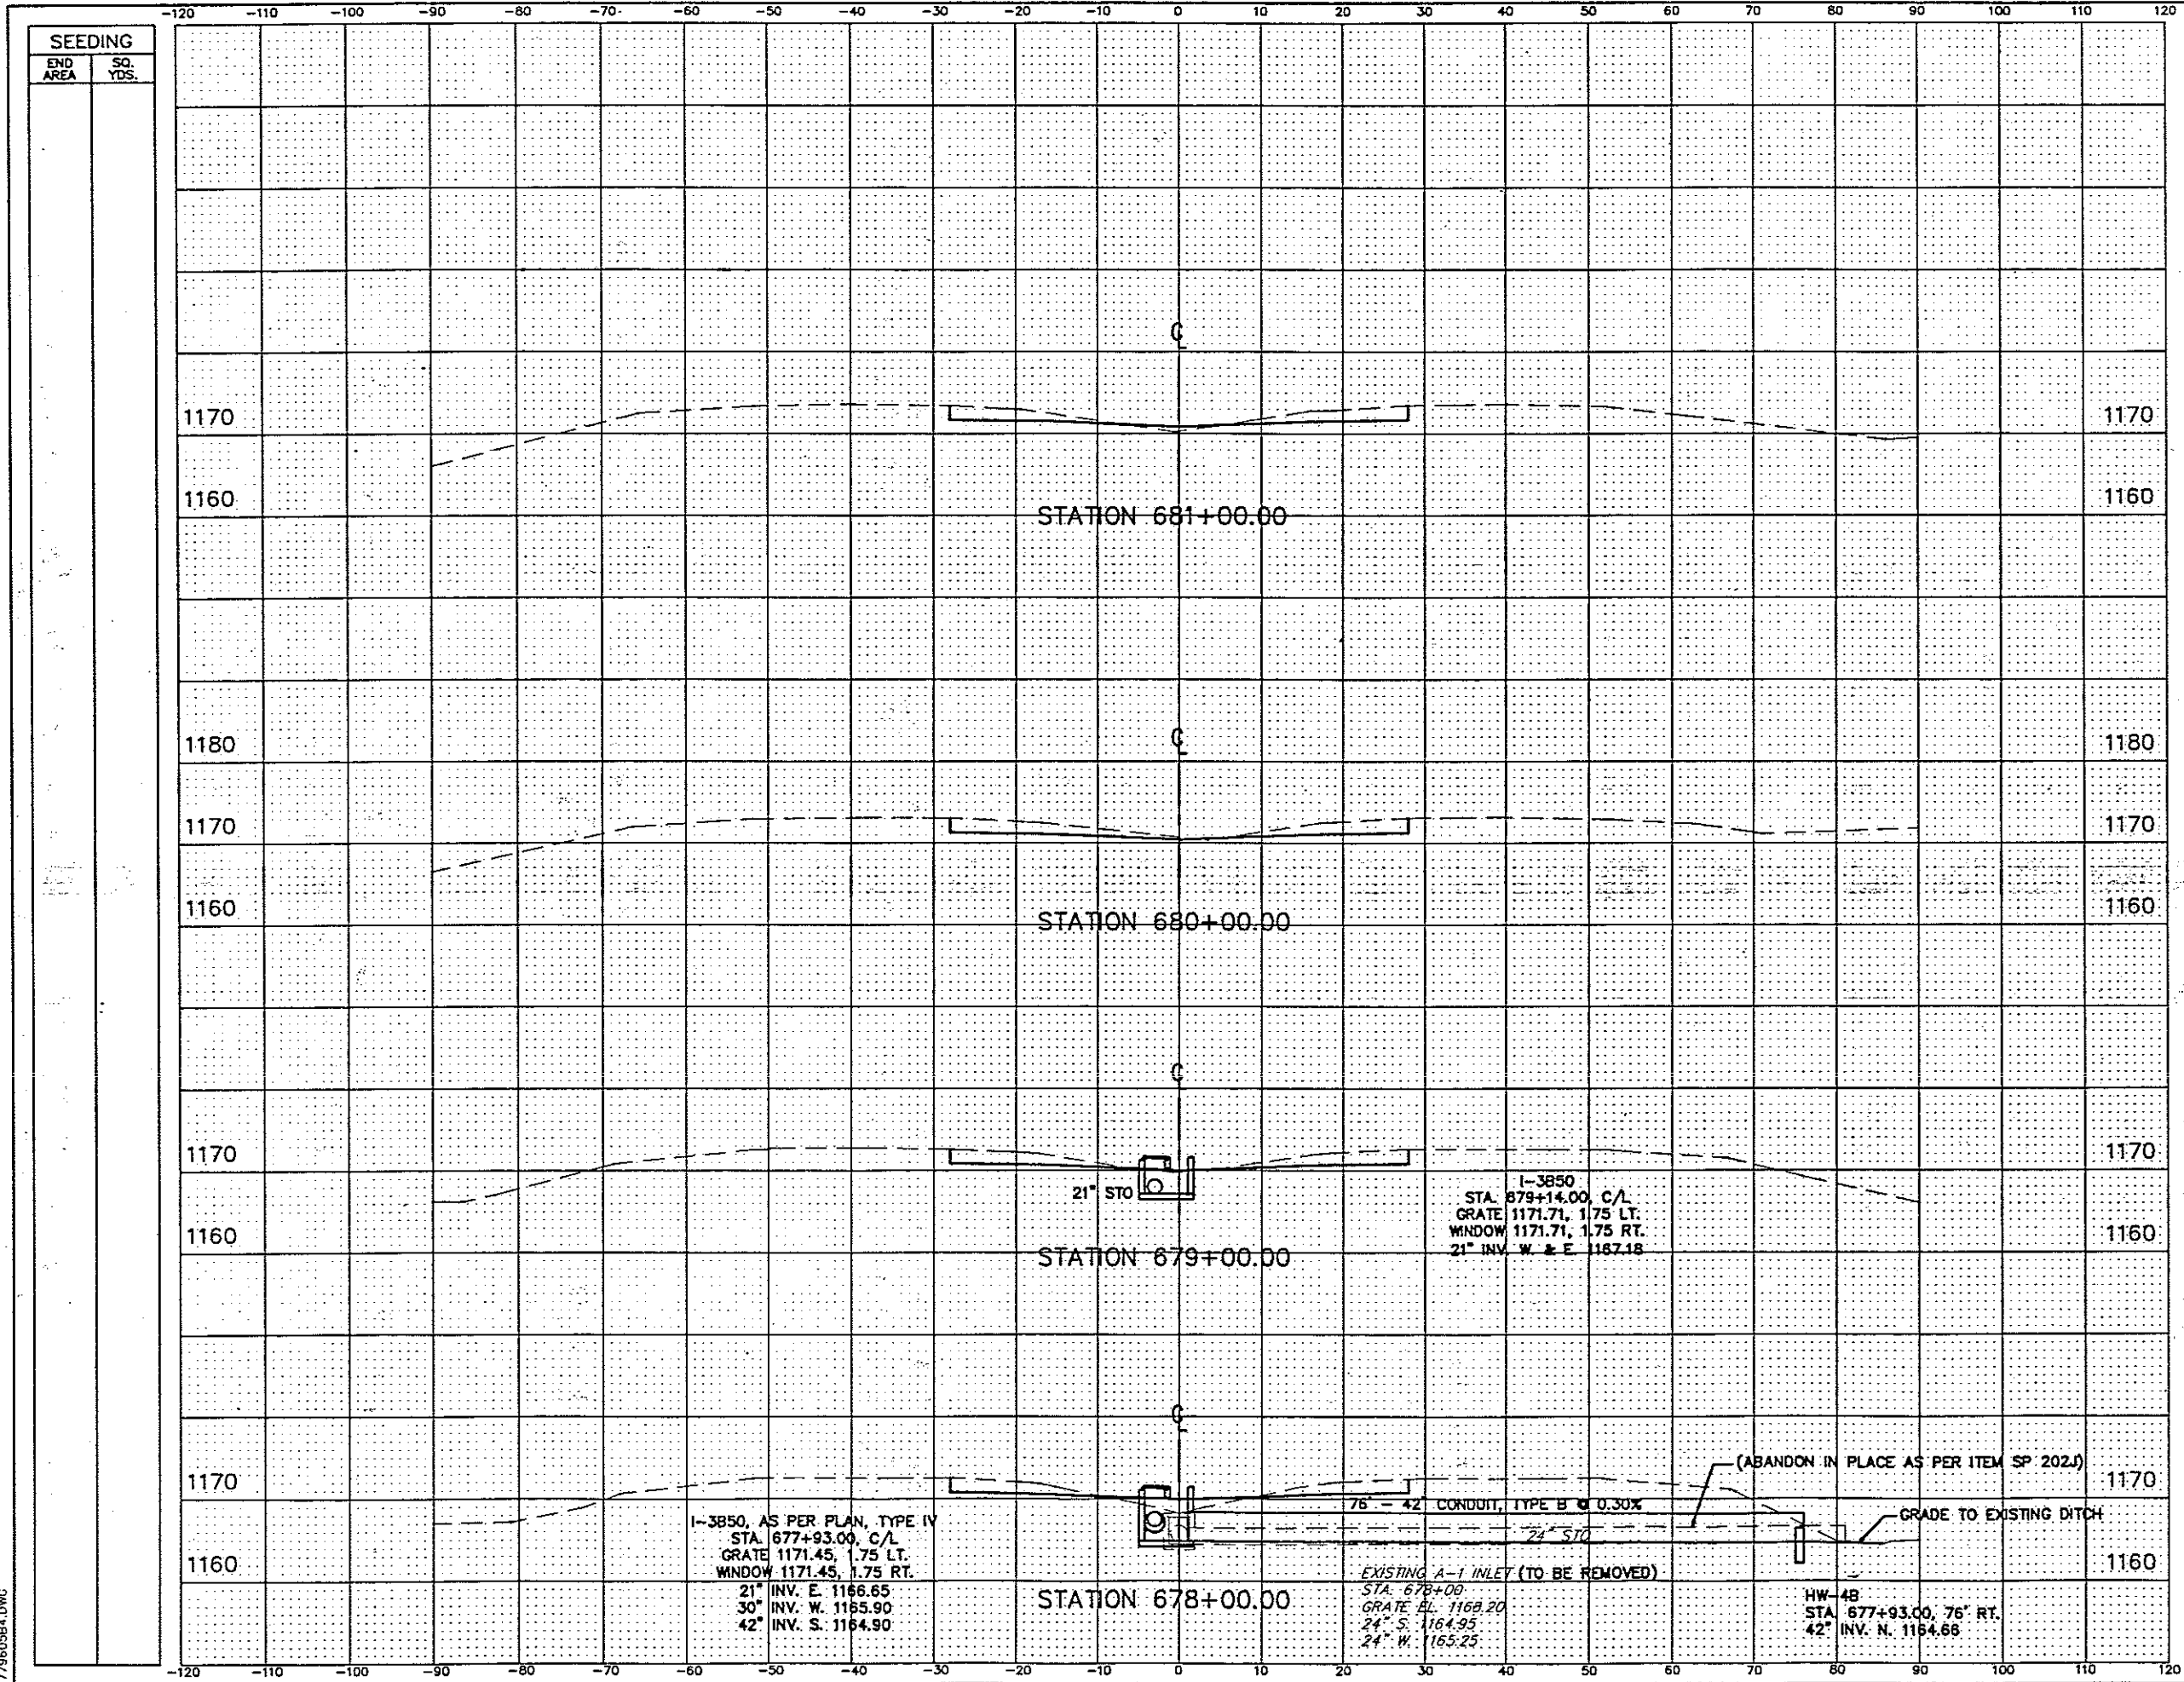 -120 -110 -100 -90 -80 -70 -60 -50 -40 -30 -20 -10 0 10 20 30 40 50 60 70 80 90 100 110 120
SEEDING
END AREA
SQ. YDS.
1170 1170
1160 1160
STATION 681+00.00
1180 1180
1170 1170
1160 1160
STATION 680+00.00
1170 1170
21" STO
I-3B50
STA. 679+14.00, C/L
GRATE 1171.71, 1.75 LT.
WINDOW 1171.71, 1.75 RT.
21" INV. W. & E. 1167.18
1160 1160
STATION 679+00.00
(ABANDON IN PLACE AS PER ITEM SP 202J)
1170 1170
76' - 42" CONDUIT, TYPE B @ 0.30%
GRADE TO EXISTING DITCH
24" STO
I-3B50, AS PER PLAN, TYPE IV
STA. 677+93.00, C/L
GRATE 1171.45, 1.75 LT.
WINDOW 1171.45, 1.75 RT.
21" INV. E. 1166.65
30" INV. W. 1165.90
42" INV. S. 1164.90
1160 1160
STATION 678+00.00
EXISTING A-1 INLET (TO BE REMOVED)
STA. 678+00
GRATE EL. 1168.20
24" S. 1164.95
24" W. 1165.25
HW-4B
STA. 677+93.00, 76' RT.
42" INV. N. 1164.66
-120 -110 -100 -90 -80 -70 -60 -50 -40 -30 -20 -10 0 10 20 30 40 50 60 70 80 90 100 110 120